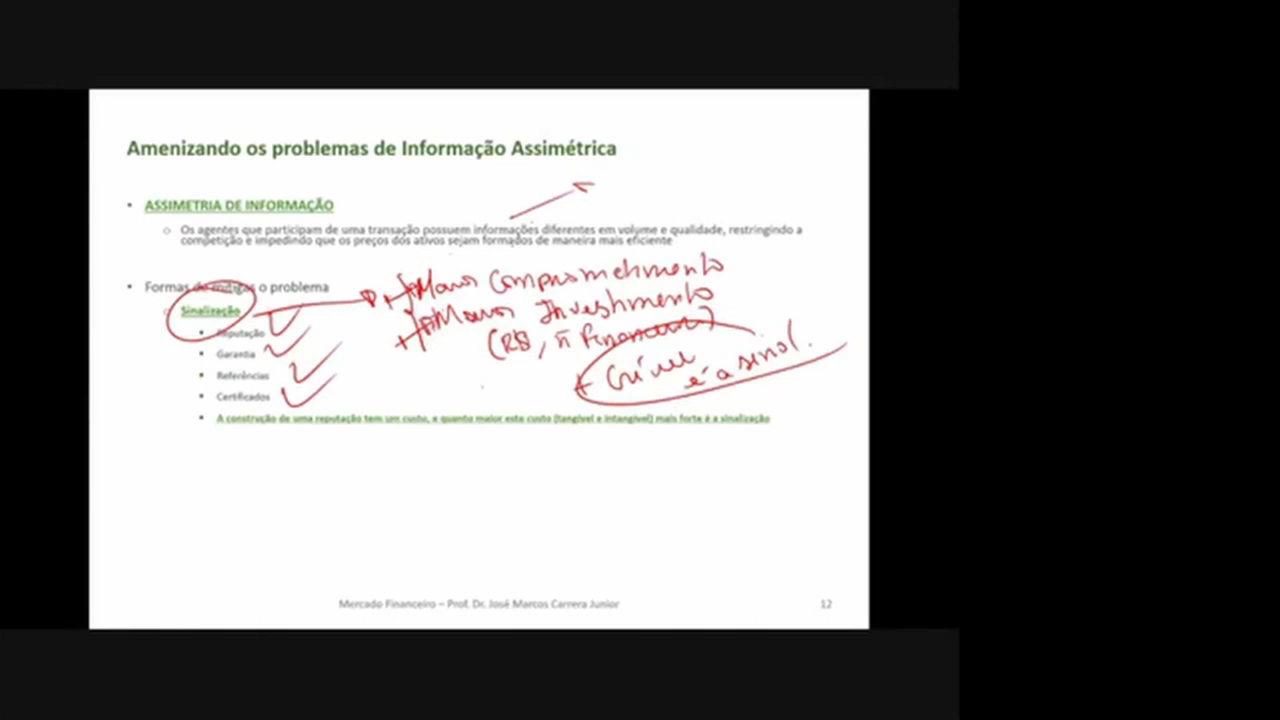 Amenizando os problemas de Informação Assimétrica
• ASSIMETRIA DE INFORMAÇÃO
o Os agentes que participam de uma transação possuem informações diferentes em volume e qualidade, restringindo a
competição e impedindo que os preços dos ativos sejam formados de maneira mais eficiente
• Formas de mitigas o problema
o Sinalização
Reputação
Garantia
Referências
Certificados
A construção de uma reputação tem um custo, e quanto maior este custo (tangível e intangível) mais forte é a sinalização
Comprometimento
Investimento
(R$, ñ Financeiro)
+ Crível
é a sinal.
Mercado Financeiro – Prof. Dr. José Marcos Carrera Junior
12